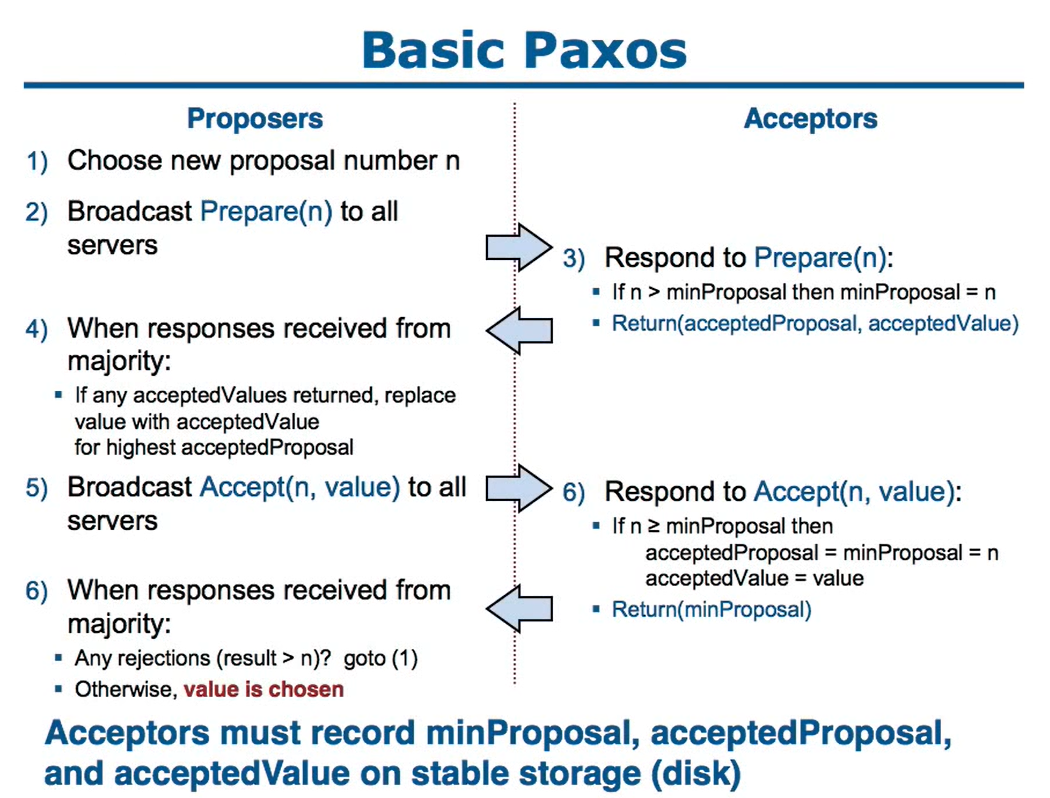 Basic Paxos
Proposers
1) Choose new proposal number n
2) Broadcast Prepare(n) to all
servers
4) When responses received from
majority:
▪ If any acceptedValues returned, replace
value with acceptedValue
for highest acceptedProposal
5) Broadcast Accept(n, value) to all
servers
6) When responses received from
majority:
▪ Any rejections (result > n)? goto (1)
▪ Otherwise, value is chosen
Acceptors
3) Respond to Prepare(n):
▪ If n > minProposal then minProposal = n
▪ Return(acceptedProposal, acceptedValue)
6) Respond to Accept(n, value):
▪ If n ≥ minProposal then
acceptedProposal = minProposal = n
acceptedValue = value
▪ Return(minProposal)
Acceptors must record minProposal, acceptedProposal,
and acceptedValue on stable storage (disk)